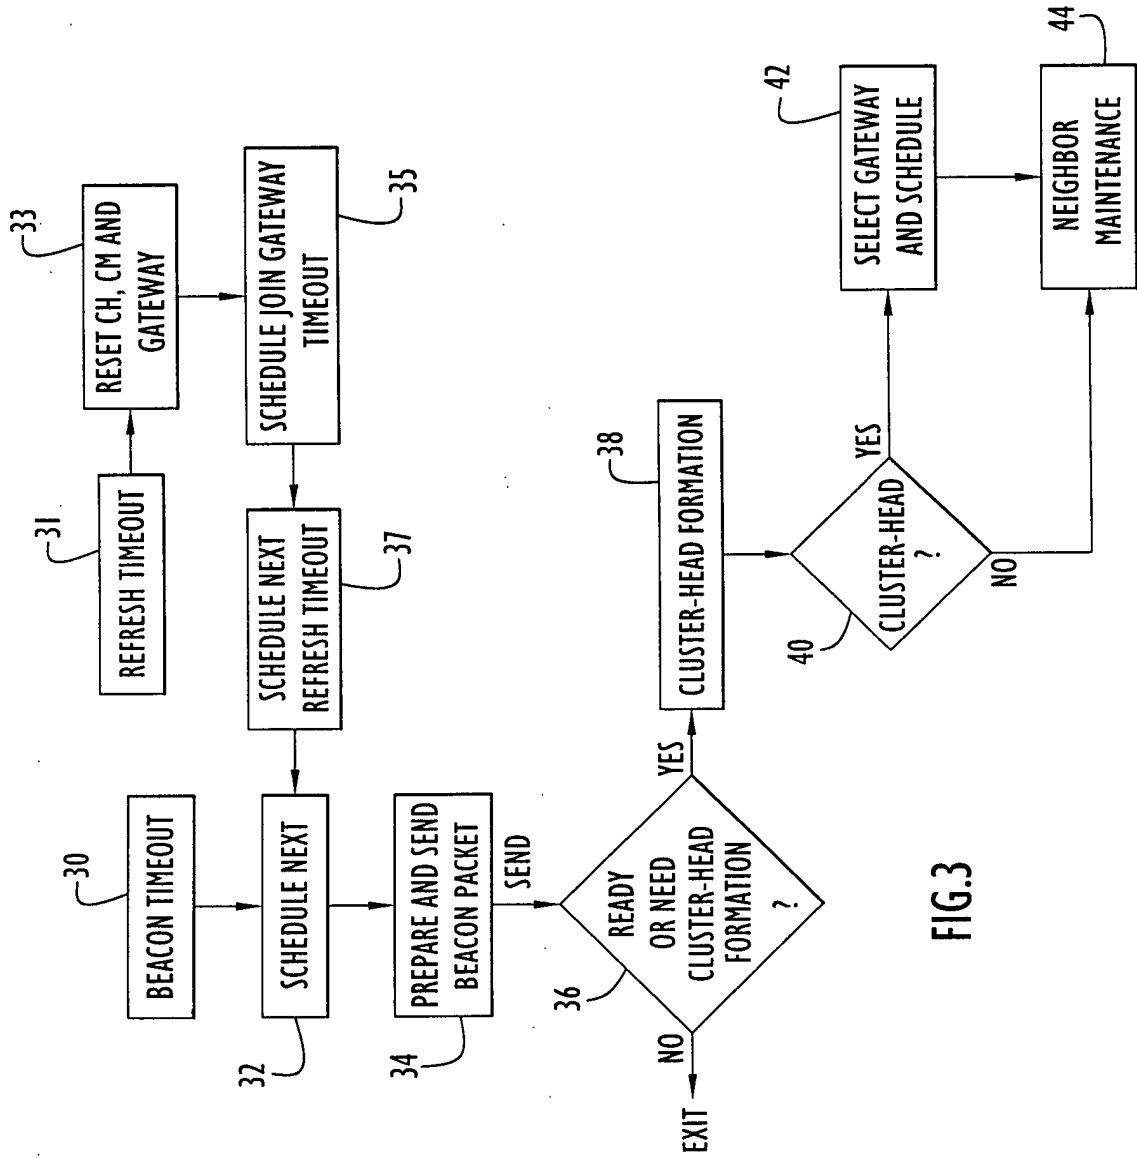 30
BEACON TIMEOUT
32
SCHEDULE NEXT
34
PREPARE AND SEND
BEACON PACKET
SEND
36
READY
OR NEED
CLUSTER-HEAD
FORMATION
?
NO
EXIT
YES
31
REFRESH TIMEOUT
33
RESET CH, CM AND
GATEWAY
35
SCHEDULE JOIN GATEWAY
TIMEOUT
37
SCHEDULE NEXT
REFRESH TIMEOUT
38
CLUSTER-HEAD FORMATION
40
CLUSTER-HEAD
?
YES
NO
42
SELECT GATEWAY
AND SCHEDULE
44
NEIGHBOR
MAINTENANCE
FIG.3